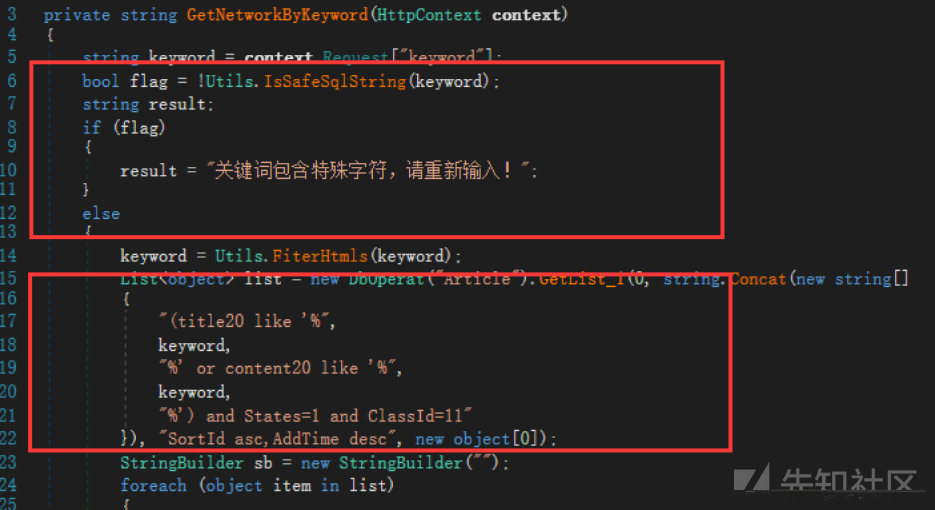 3 private string GetNetworkByKeyword(HttpContext context)
4 {
5 string keyword = context.Request["keyword"];
6 bool flag = !Utils.IsSafeSqlString(keyword);
7 string result;
8 if (flag)
9 {
10 result = "关键词包含特殊字符，请重新输入！";
11 }
12 else
13 {
14 keyword = Utils.FiterHtmls(keyword);
15 List<object> list = new DbOperat("Article").GetList_1(0, string.Concat(new string[]
16 {
17 "(title20 like '%",
18 keyword,
19 "%' or content20 like '%",
20 keyword,
21 "%') and States=1 and ClassId=11"
22 }), "SortId asc,AddTime desc", new object[0]);
23 StringBuilder sb = new StringBuilder("");
24 foreach (object item in list)
25 {
先知社区